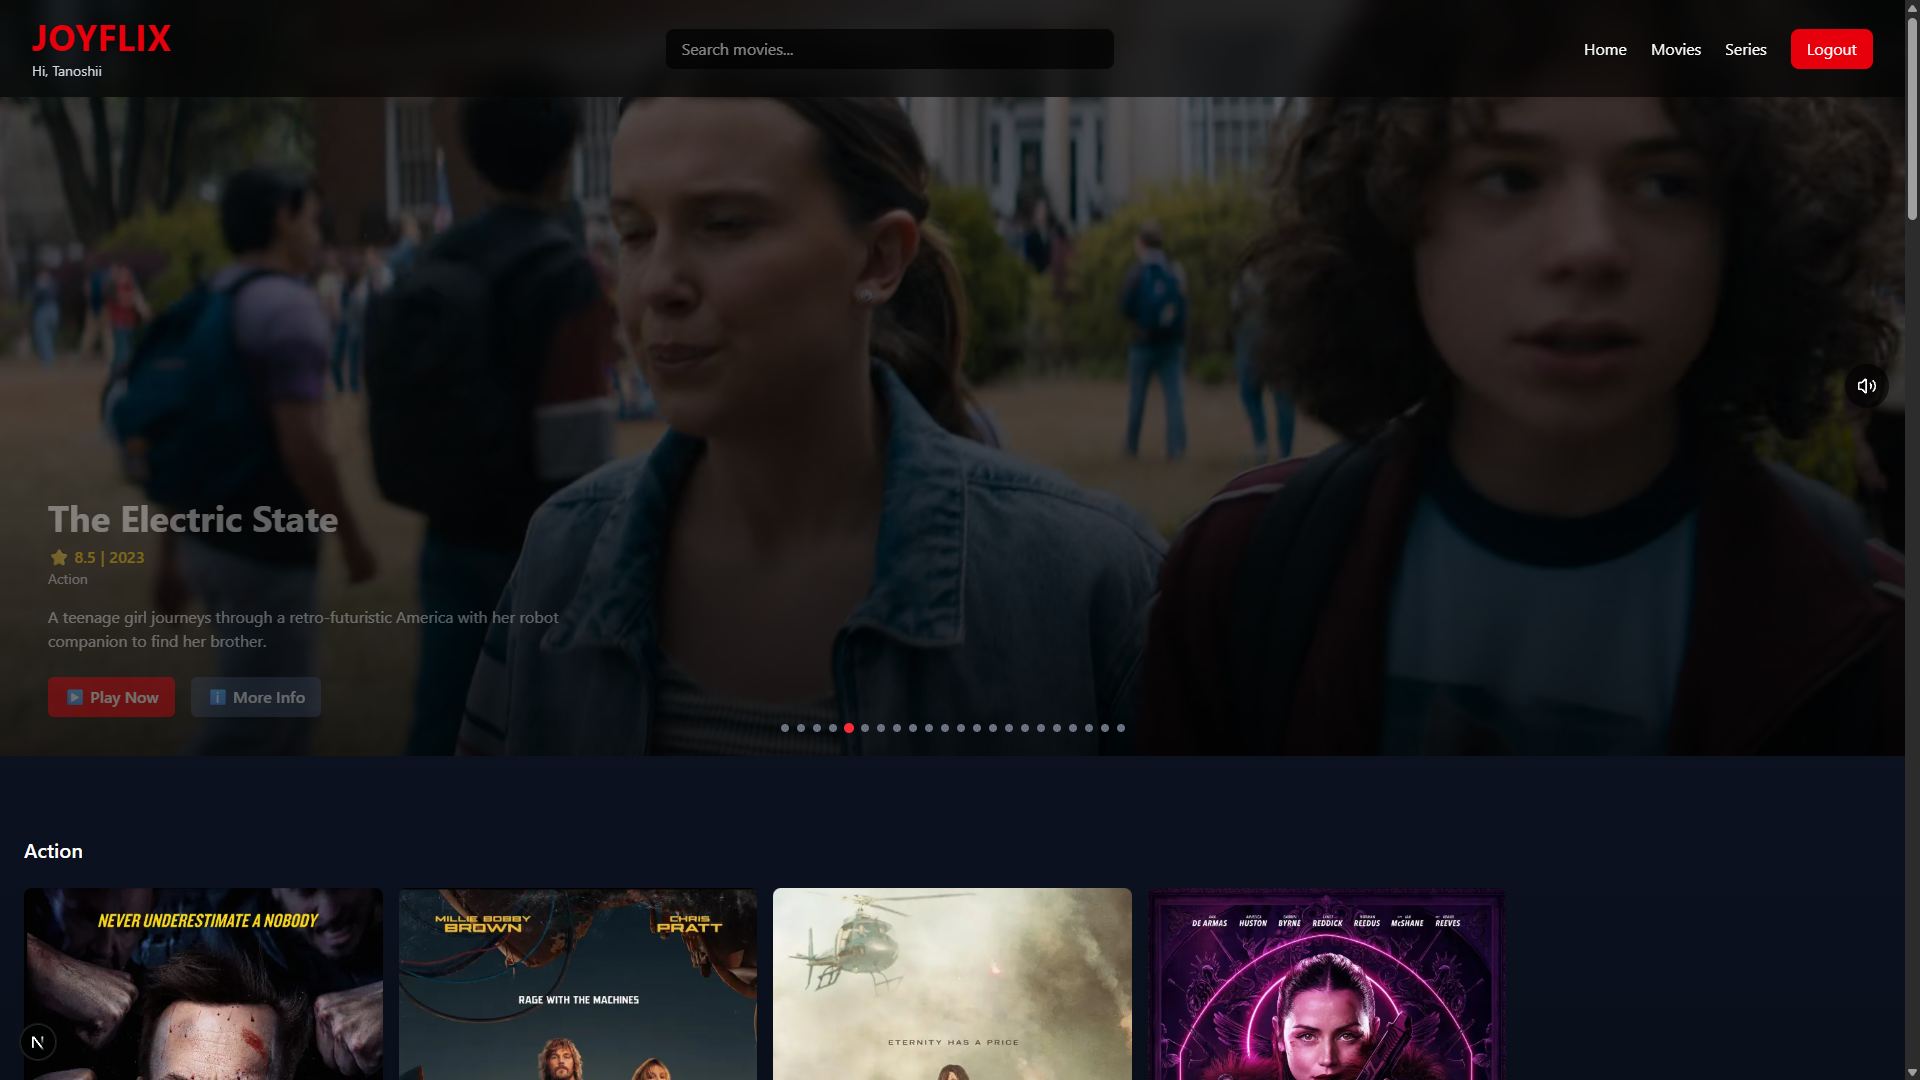 JOYFLIX
Hi, Tanoshii
Search movies...
Home
Movies
Series
Logout
The Electric State
8.5 | 2023
Action
A teenage girl journeys through a retro-futuristic America with her robot
companion to find her brother.
Play Now
More Info
Action
NEVER UNDERESTIMATE A NOBODY
MILLIE BOBBY
BROWN
CHRIS
PRATT
RAGE WITH THE MACHINES
ETERNITY HAS A PRICE
DE ARMAS
HUSTON
BYRNE
REDDICK
REEDUS
McSHANE
REEVES
N